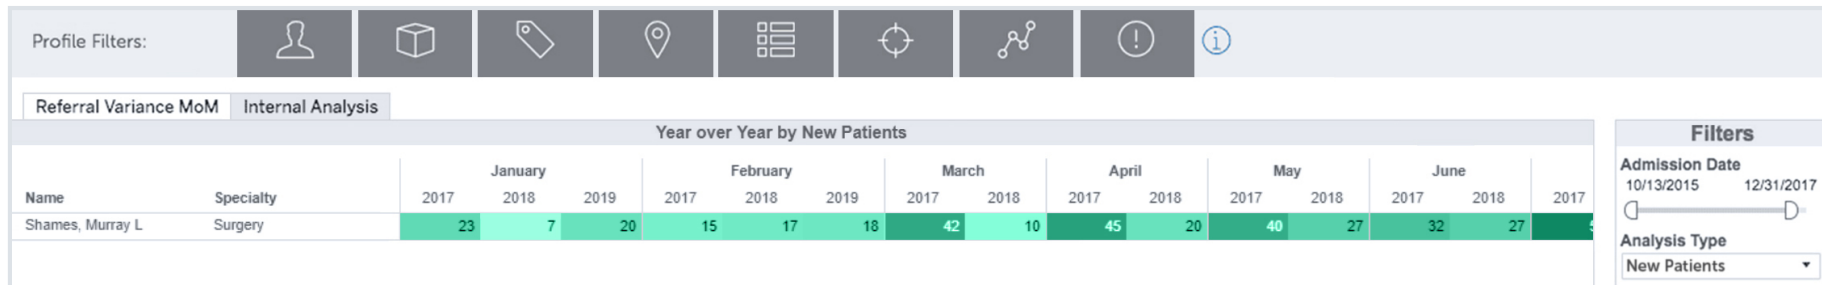 Profile Filters:
Referral Variance MoM Internal Analysis
Year over Year by New Patients
Filters
January February March April May June
Admission Date
10/13/2015 12/31/2017
Name Specialty 2017 2018 2019 2017 2018 2019 2017 2018 2017 2018 2017 2018 2017 2018 2017
Shames, Murray L Surgery 23 7 20 15 17 18 42 10 45 20 40 27 32 27
Analysis Type
New Patients